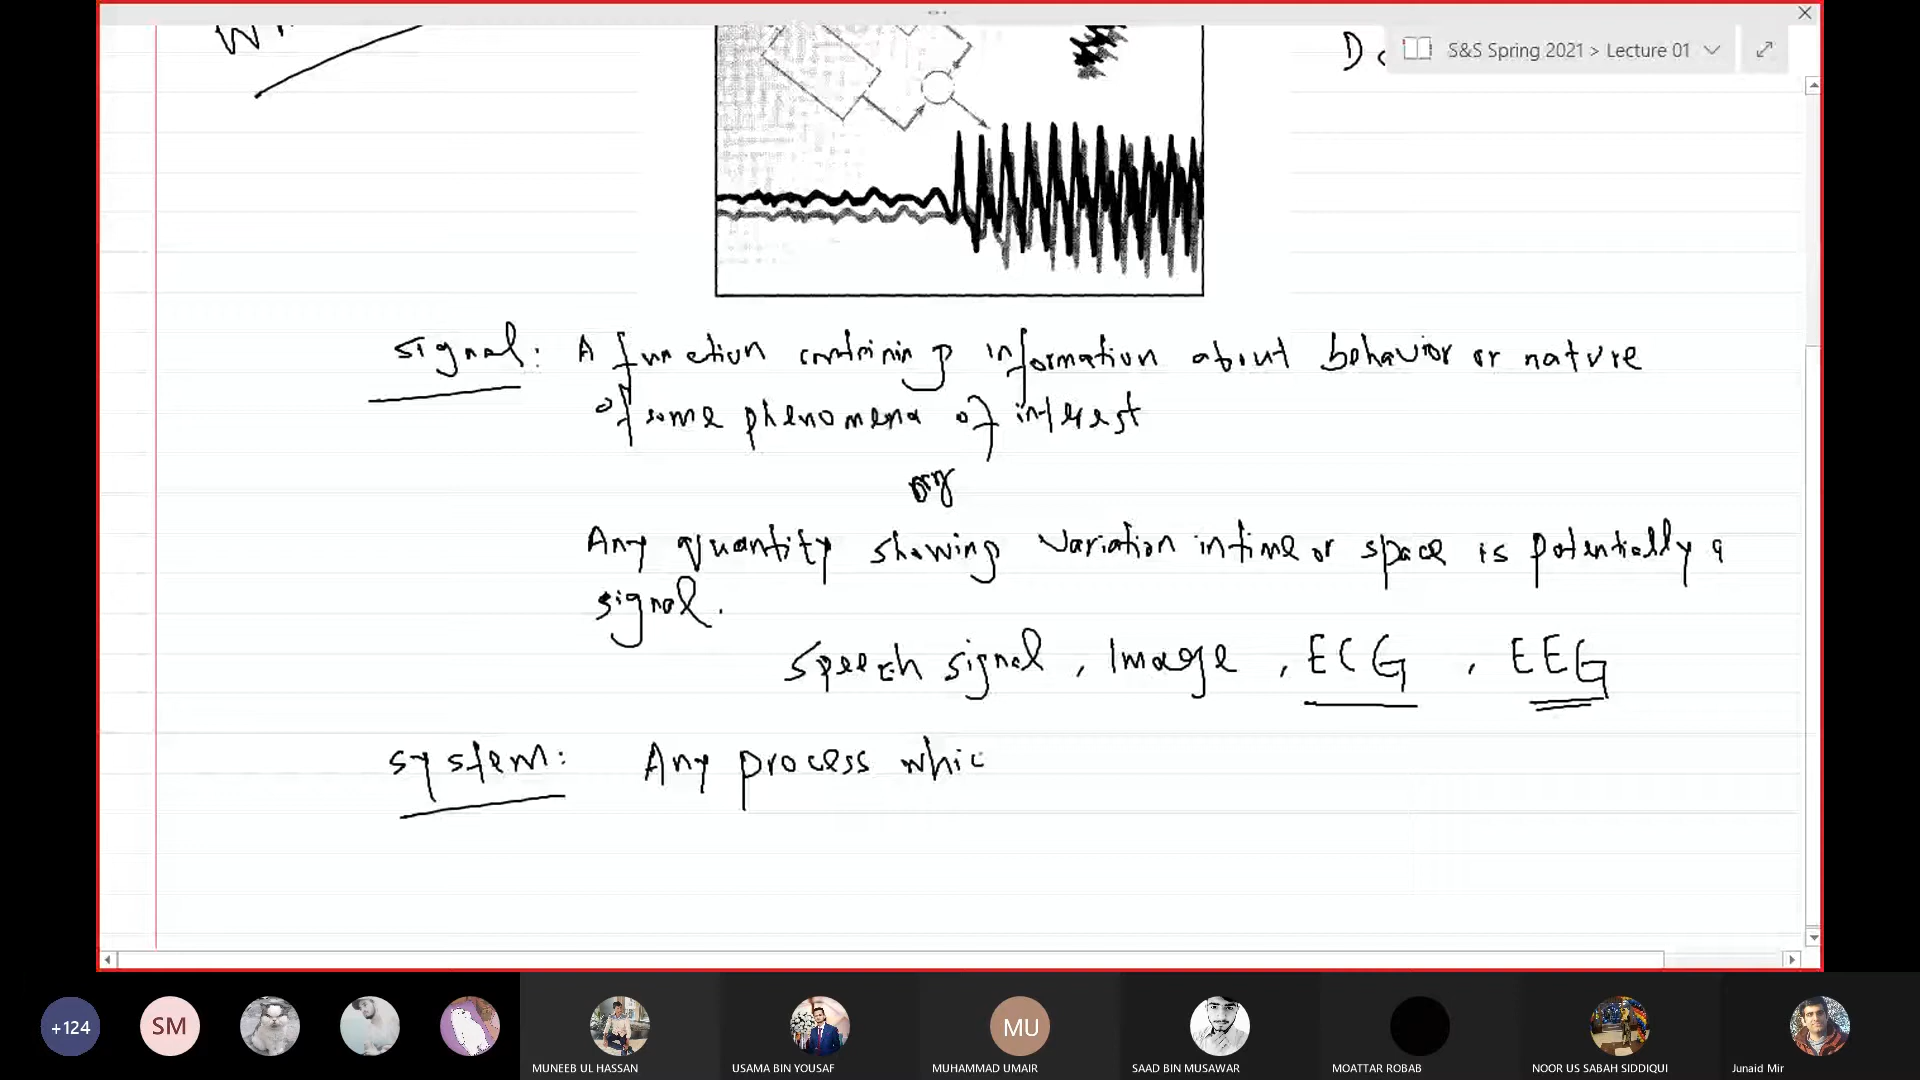 S&S Spring 2021 > Lecture 01
signal: A function containing information about behavior or nature
of some phenomena of interest
or
Any quantity showing variation in time or space is potentially a
signal.
Speech signal, Image, ECG, EEG
system: Any process whic
+124
SM
MU
MUNEEB UL HASSAN
USAMA BIN YOUSAF
MUHAMMAD UMAIR
SAAD BIN MUSAWAR
MOATTAR ROBAB
NOOR US SABAH SIDDIQUI
Junaid Mir